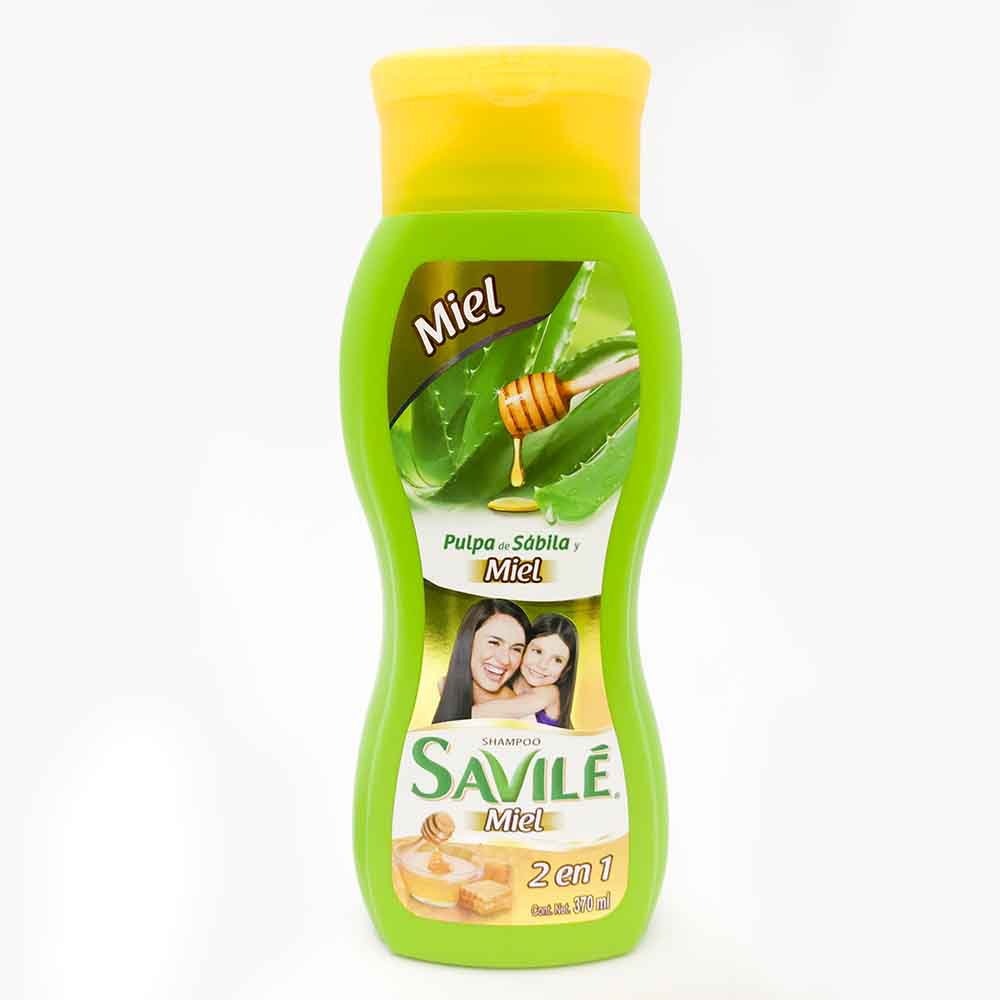 Miel
Pulpa de Sábila y
Miel
SHAMPOO
SAVILÉ®
Miel
2 en 1
Cont. Net. 370 ml